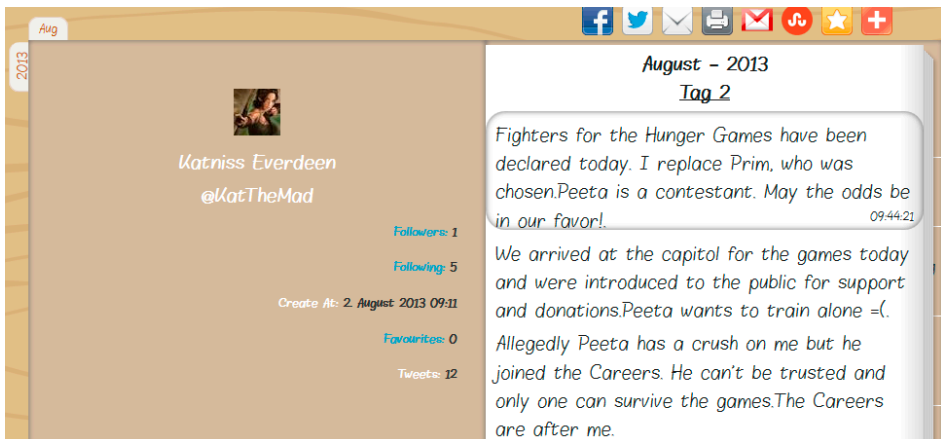 Aug
2013
Katniss Everdeen
@KatTheMad
Followers: 1
Following: 5
Create At: 2. August 2013 09:11
Favourites: 0
Tweets: 12
August - 2013
Tag 2
Fighters for the Hunger Games have been
declared today. I replace Prim, who was
chosen.Peeta is a contestant. May the odds be
in our favor!.
09:44:21
We arrived at the capitol for the games today
and were introduced to the public for support
and donations.Peeta wants to train alone =(.
Allegedly Peeta has a crush on me but he
joined the Careers. He can't be trusted and
only one can survive the games.The Careers
are after me.